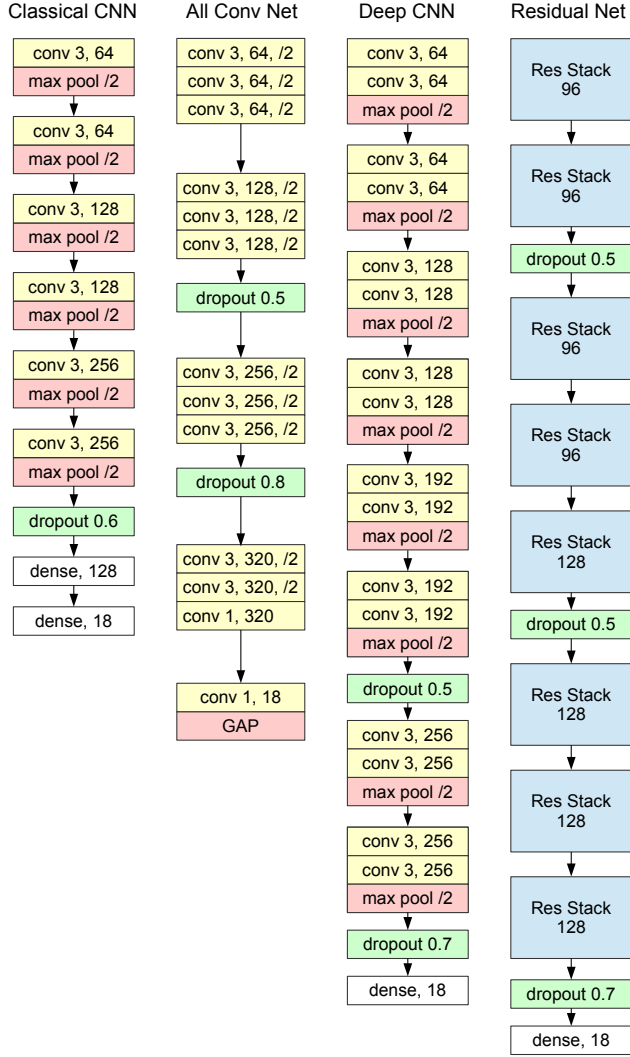 Classical CNN
conv 3, 64
max pool /2
conv 3, 64
max pool /2
conv 3, 128
max pool /2
conv 3, 128
max pool /2
conv 3, 256
max pool /2
conv 3, 256
max pool /2
dropout 0.6
dense, 128
dense, 18
All Conv Net
conv 3, 64, /2
conv 3, 64, /2
conv 3, 64, /2
conv 3, 128, /2
conv 3, 128, /2
conv 3, 128, /2
dropout 0.5
conv 3, 256, /2
conv 3, 256, /2
conv 3, 256, /2
dropout 0.8
conv 3, 320, /2
conv 3, 320, /2
conv 1, 320
conv 1, 18
GAP
Deep CNN
conv 3, 64
conv 3, 64
max pool /2
conv 3, 64
conv 3, 64
max pool /2
conv 3, 128
conv 3, 128
max pool /2
conv 3, 128
conv 3, 128
max pool /2
conv 3, 192
conv 3, 192
max pool /2
conv 3, 192
conv 3, 192
max pool /2
dropout 0.5
conv 3, 256
conv 3, 256
max pool /2
conv 3, 256
conv 3, 256
max pool /2
dropout 0.7
dense, 18
Residual Net
Res Stack
96
Res Stack
96
dropout 0.5
Res Stack
96
Res Stack
96
Res Stack
128
dropout 0.5
Res Stack
128
Res Stack
128
Res Stack
128
dropout 0.7
dense, 18